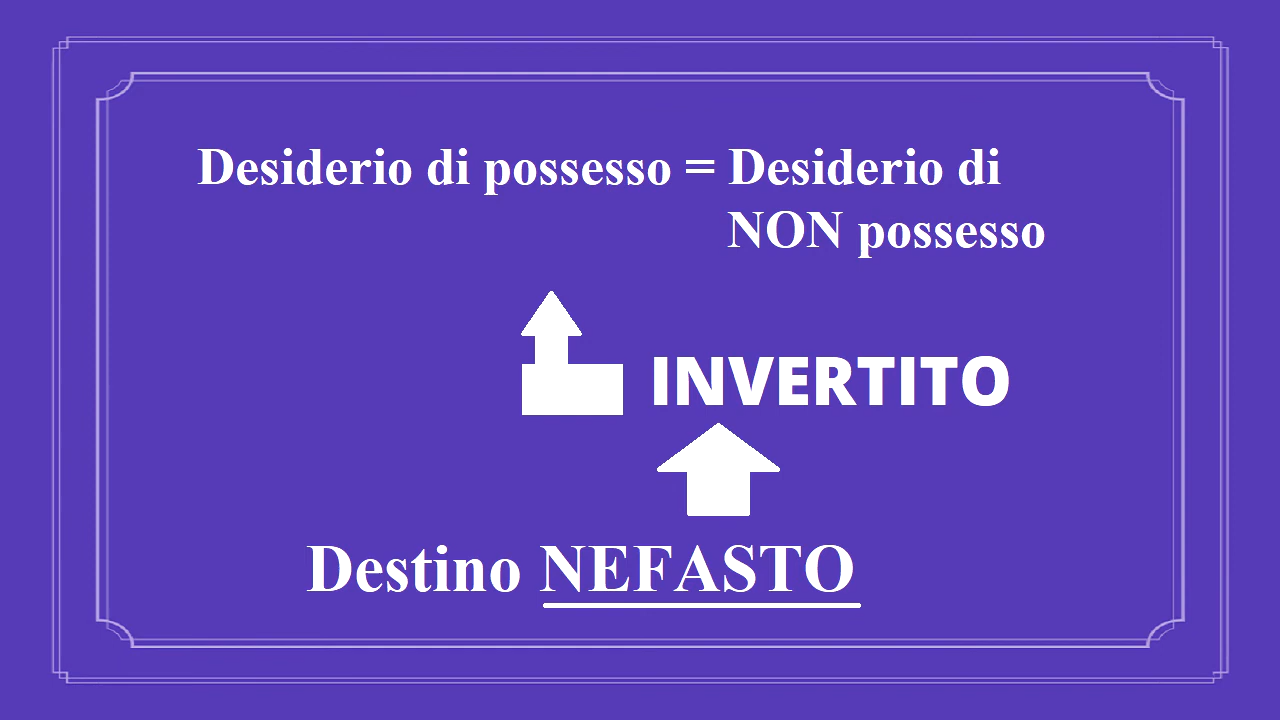 Desiderio di possesso = Desiderio di
NON possesso
INVERTITO
Destino NEFASTO